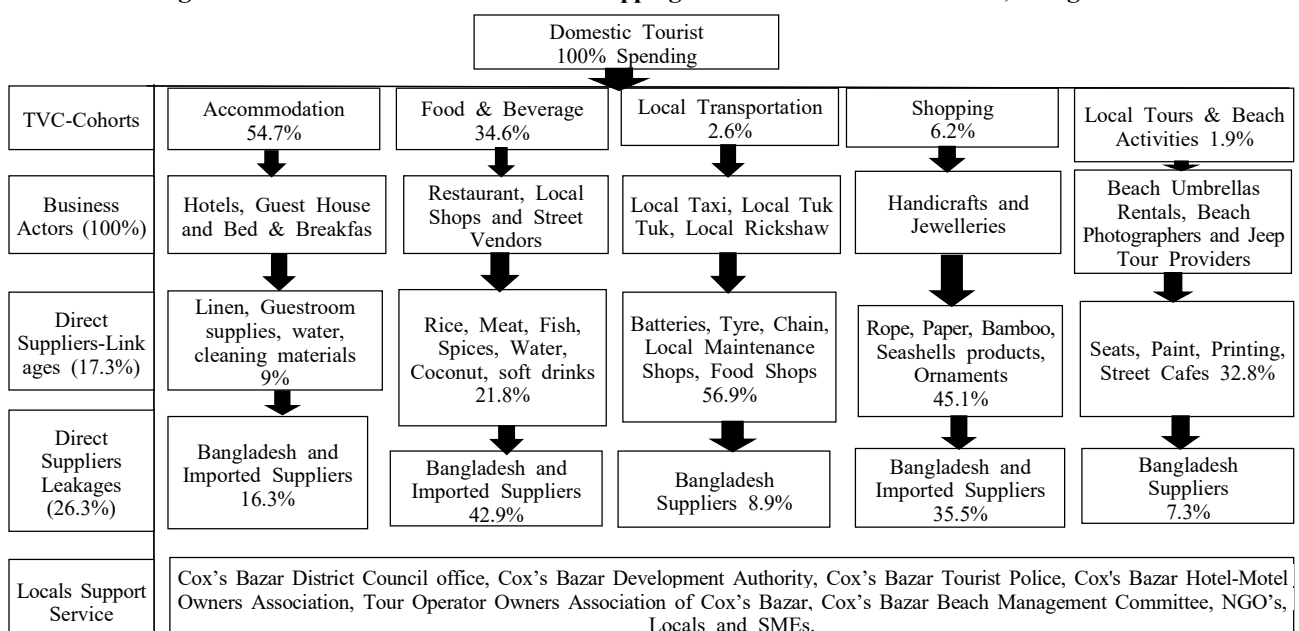 Domestic Tourist
100% Spending
TVC-Cohorts
Accommodation
54.7%
Food & Beverage
34.6%
Local Transportation
2.6%
Shopping
6.2%
Local Tours & Beach
Activities 1.9%
Business
Actors (100%)
Hotels, Guest House
and Bed & Breakfas
Restaurant, Local
Shops and Street
Vendors
Local Taxi, Local Tuk
Tuk, Local Rickshaw
Handicrafts and
Jewelleries
Beach Umbrellas
Rentals, Beach
Photographers and Jeep
Tour Providers
Direct
Suppliers-Link
ages (17.3%)
Linen, Guestroom
supplies, water,
cleaning materials
9%
Rice, Meat, Fish,
Spices, Water,
Coconut, soft drinks
21.8%
Batteries, Tyre, Chain,
Local Maintenance
Shops, Food Shops
56.9%
Rope, Paper, Bamboo,
Seashells products,
Ornaments
45.1%
Seats, Paint, Printing,
Street Cafes 32.8%
Direct
Suppliers
Leakages
(26.3%)
Bangladesh and
Imported Suppliers
16.3%
Bangladesh and
Imported Suppliers
42.9%
Bangladesh
Suppliers 8.9%
Bangladesh and
Imported Suppliers
35.5%
Bangladesh
Suppliers
7.3%
Locals Support
Service
Cox's Bazar District Council office, Cox's Bazar Development Authority, Cox's Bazar Tourist Police, Cox's Bazar Hotel-Motel
Owners Association, Tour Operator Owners Association of Cox's Bazar, Cox's Bazar Beach Management Committee, NGO's,
Locals and SMEs.